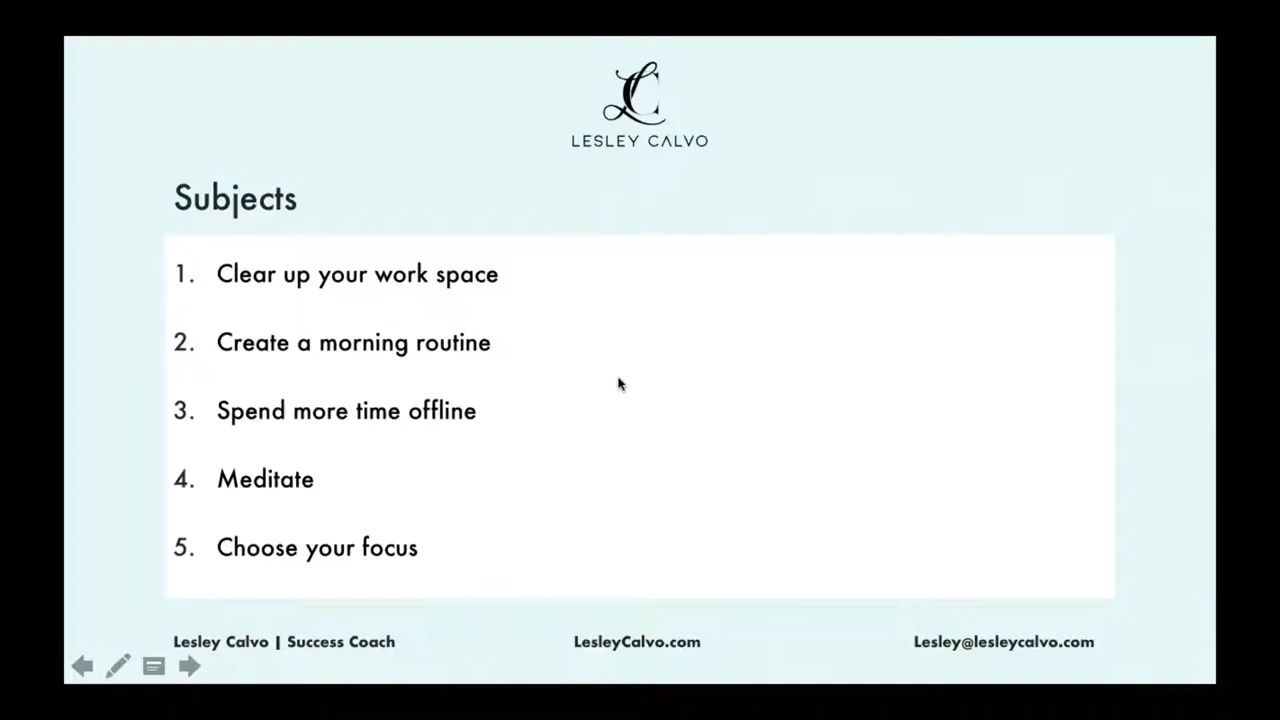 LC
LESLEY CALVO
Subjects
1. Clear up your work space
2. Create a morning routine
3. Spend more time offline
4. Meditate
5. Choose your focus
Lesley Calvo | Success Coach LesleyCalvo.com Lesley@lesleycalvo.com